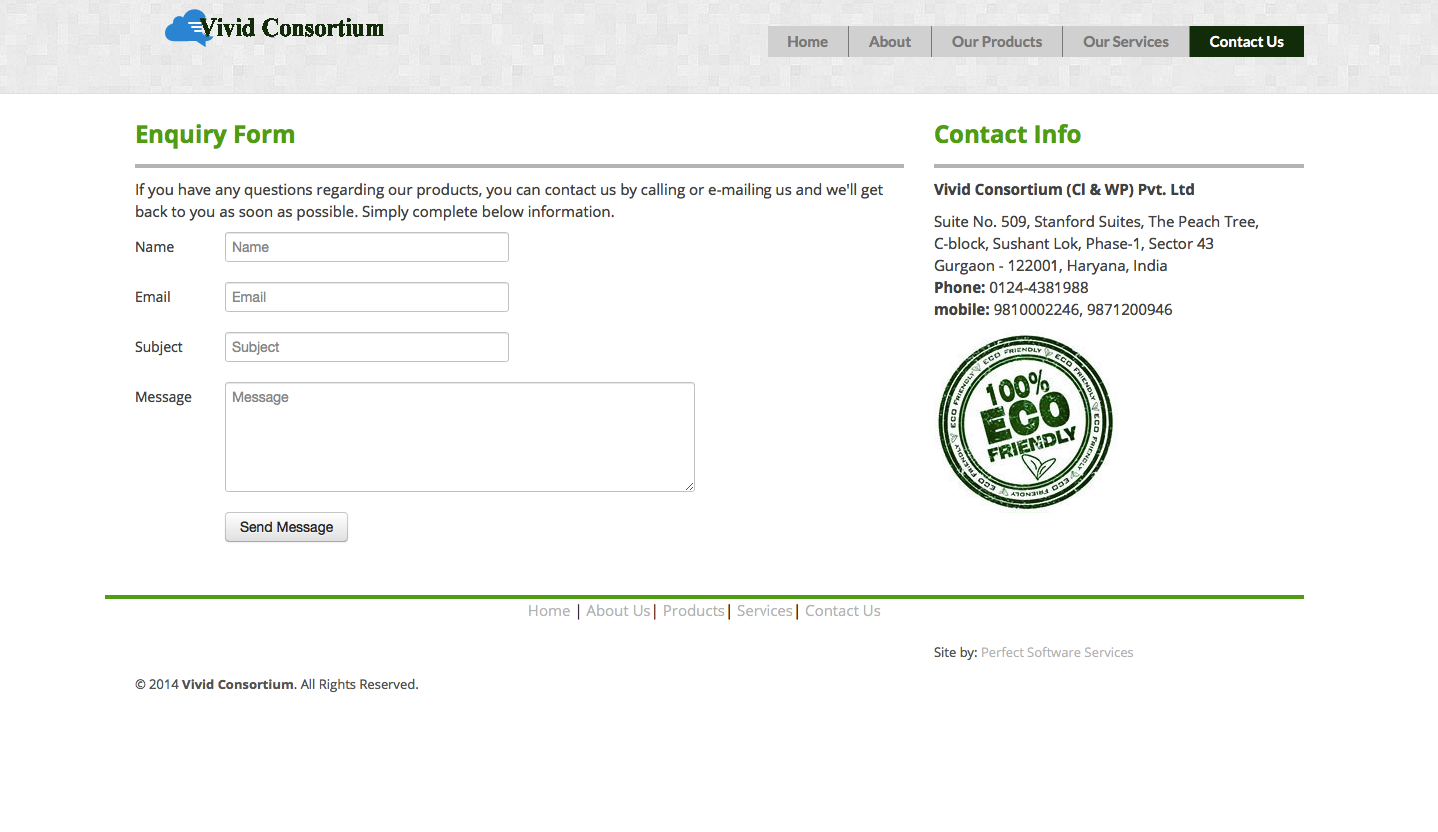 Vivid Consortium
Home About Our Products Our Services Contact Us
Enquiry Form
If you have any questions regarding our products, you can contact us by calling or e-mailing us and we'll get
back to you as soon as possible. Simply complete below information.
Name Name
Email Email
Subject Subject
Message Message
Send Message
Contact Info
Vivid Consortium (Cl & WP) Pvt. Ltd
Suite No. 509, Stanford Suites, The Peach Tree,
C-block, Sushant Lok, Phase-1, Sector 43
Gurgaon - 122001, Haryana, India
Phone: 0124-4381988
mobile: 9810002246, 9871200946
100%
ECO
FRIENDLY
ECO FRIENDLY ECO FRIENDLY ECO FRIENDLY ECO FRIENDLY ECO FRIENDLY ECO FRIENDLY
Home | About Us | Products | Services | Contact Us
Site by: Perfect Software Services
© 2014 Vivid Consortium. All Rights Reserved.